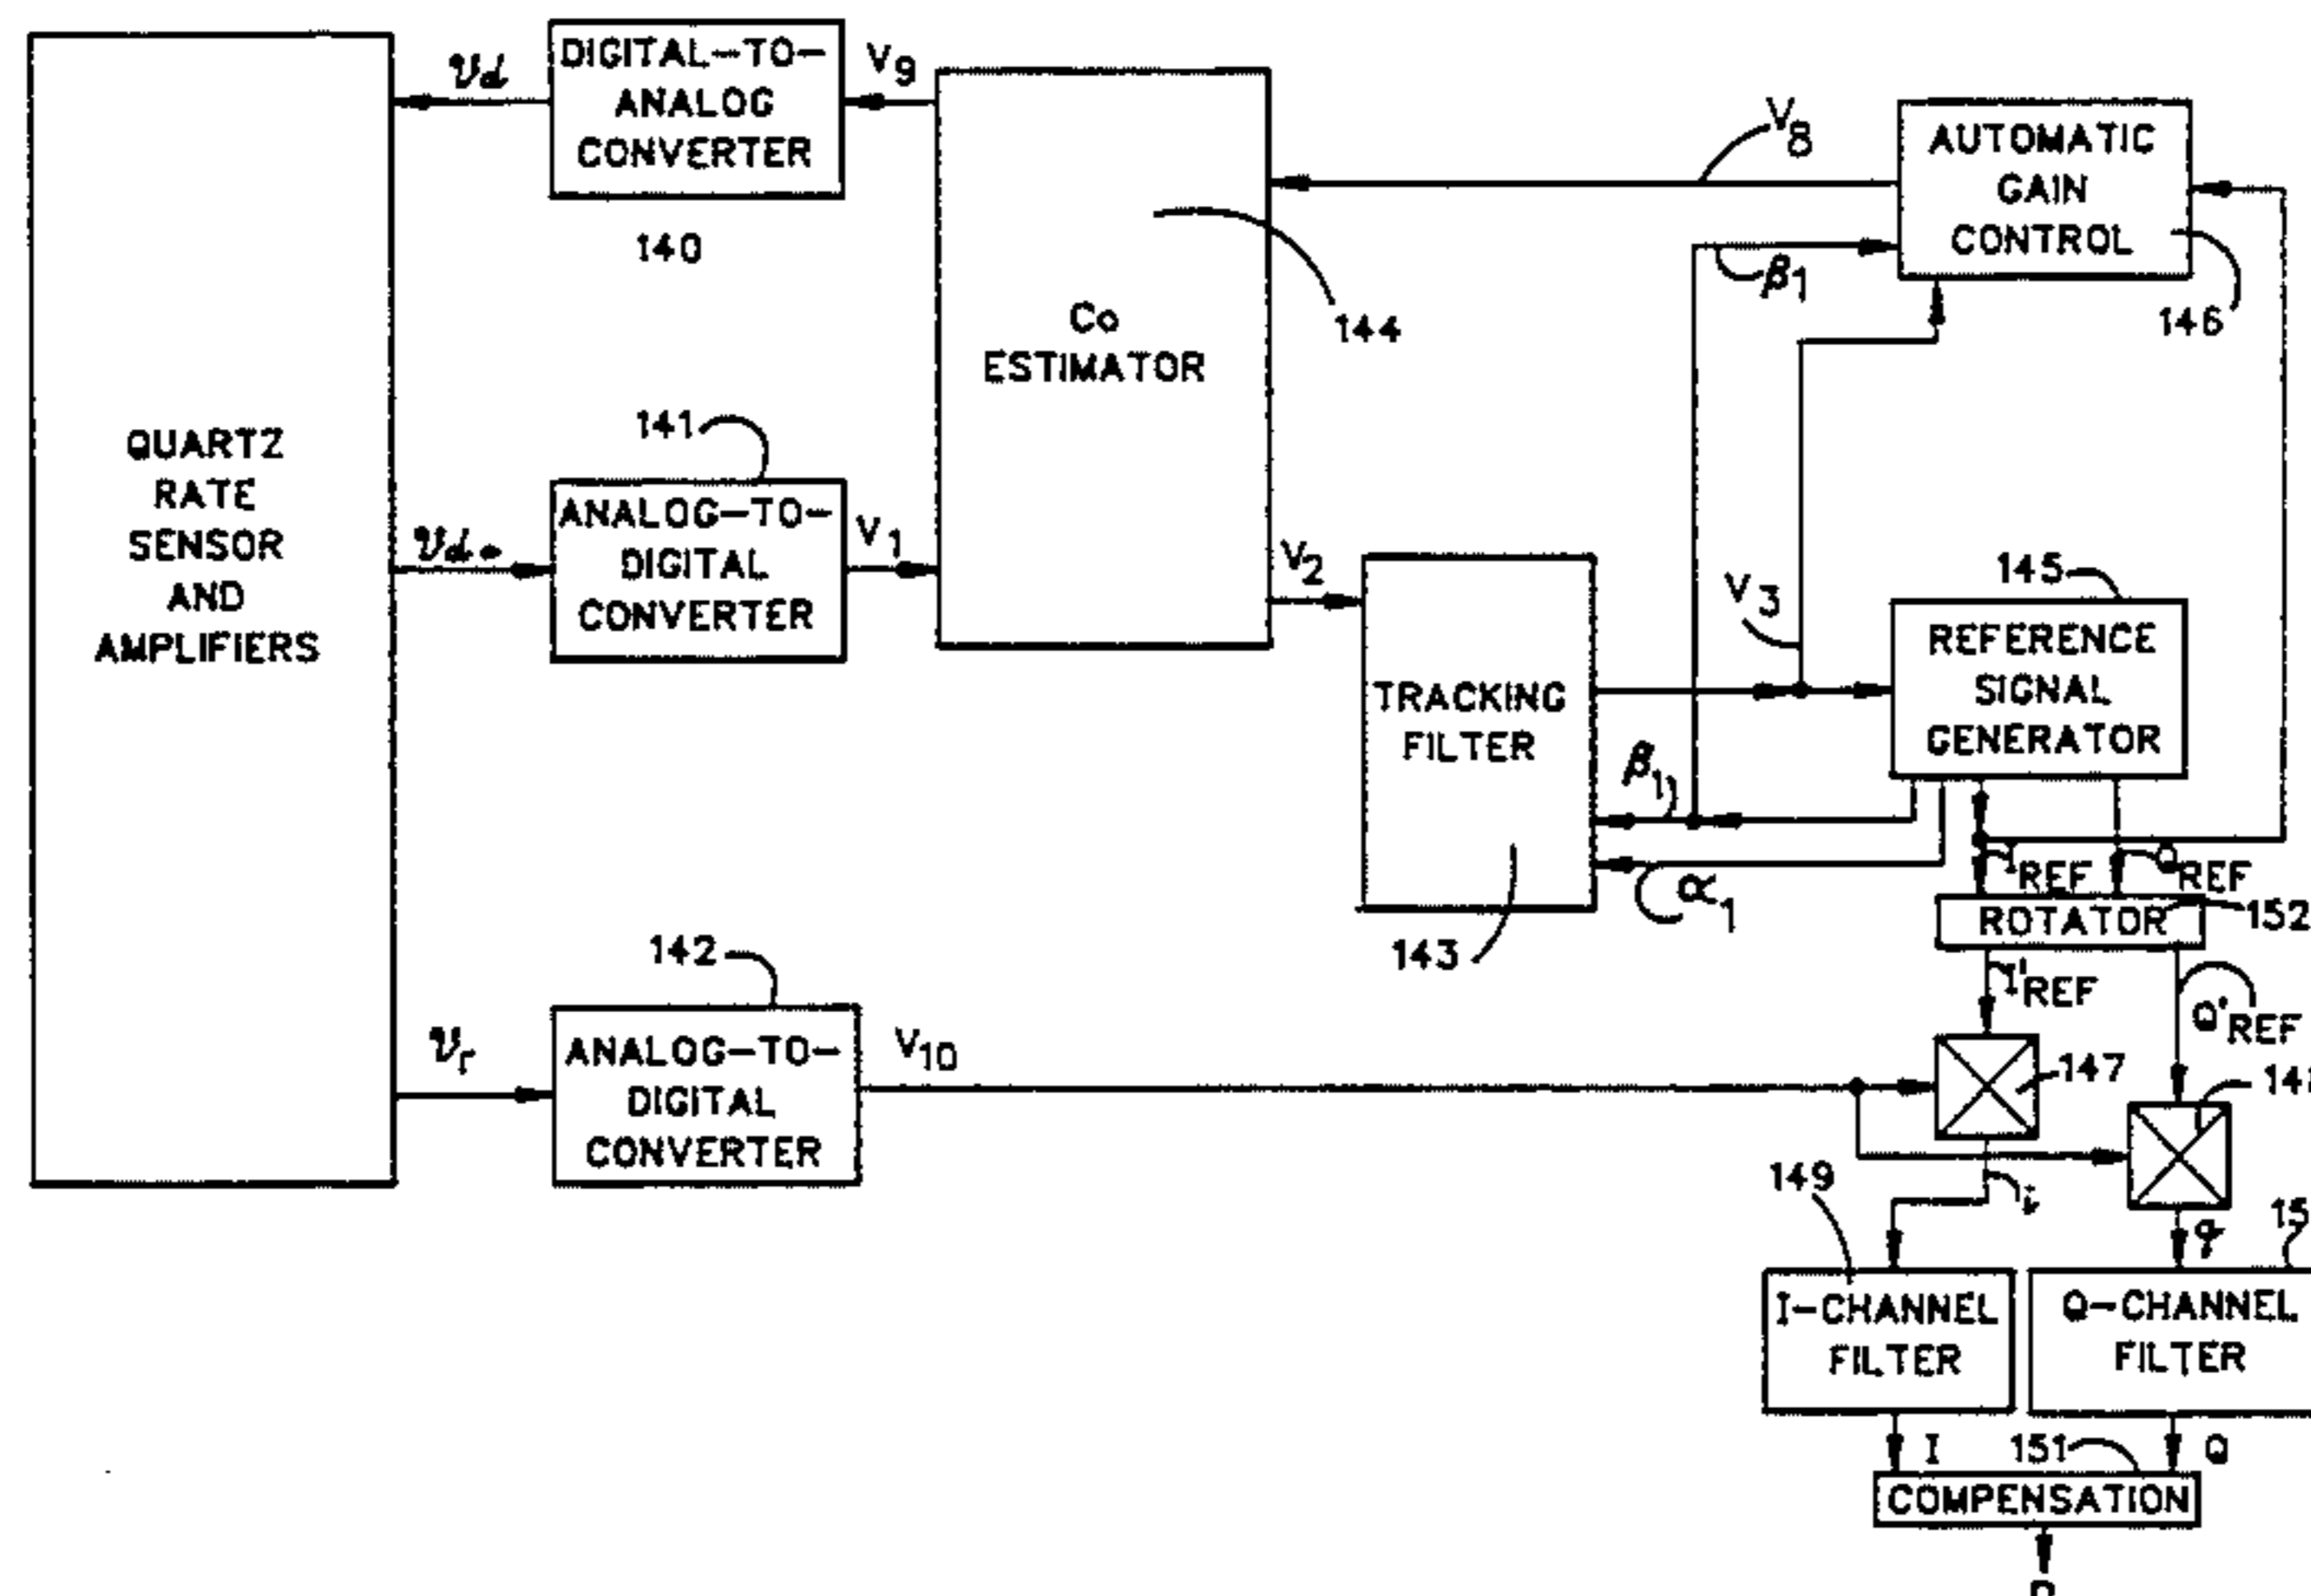 QUARTZ
RATE
SENSOR
AND
AMPLIFIERS
Vd
DIGITAL-TO-
ANALOG
CONVERTER
140
V9
Co
ESTIMATOR
144
V8
AUTOMATIC
GAIN
CONTROL
146
β1
141
ANALOG-TO-
DIGITAL
CONVERTER
V1
V2
TRACKING
FILTER
143
V3
145
REFERENCE
SIGNAL
GENERATOR
β1
α1
IREF
QREF
ROTATOR
152
I'REF
Q'REF
142
Vr
ANALOG-TO-
DIGITAL
CONVERTER
V10
147
i
q
149
I-CHANNEL
FILTER
Q-CHANNEL
FILTER
I
151
Q
COMPENSATION